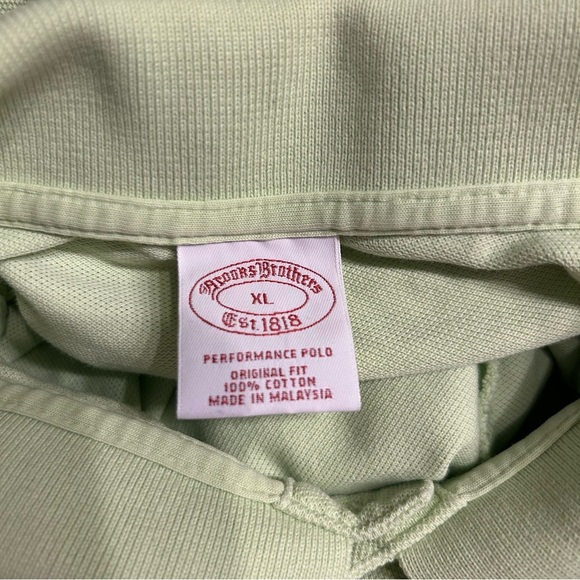 Brooks Brothers
XL
Est. 1818
PERFORMANCE POLO
ORIGINAL FIT
100% COTTON
MADE IN MALAYSIA